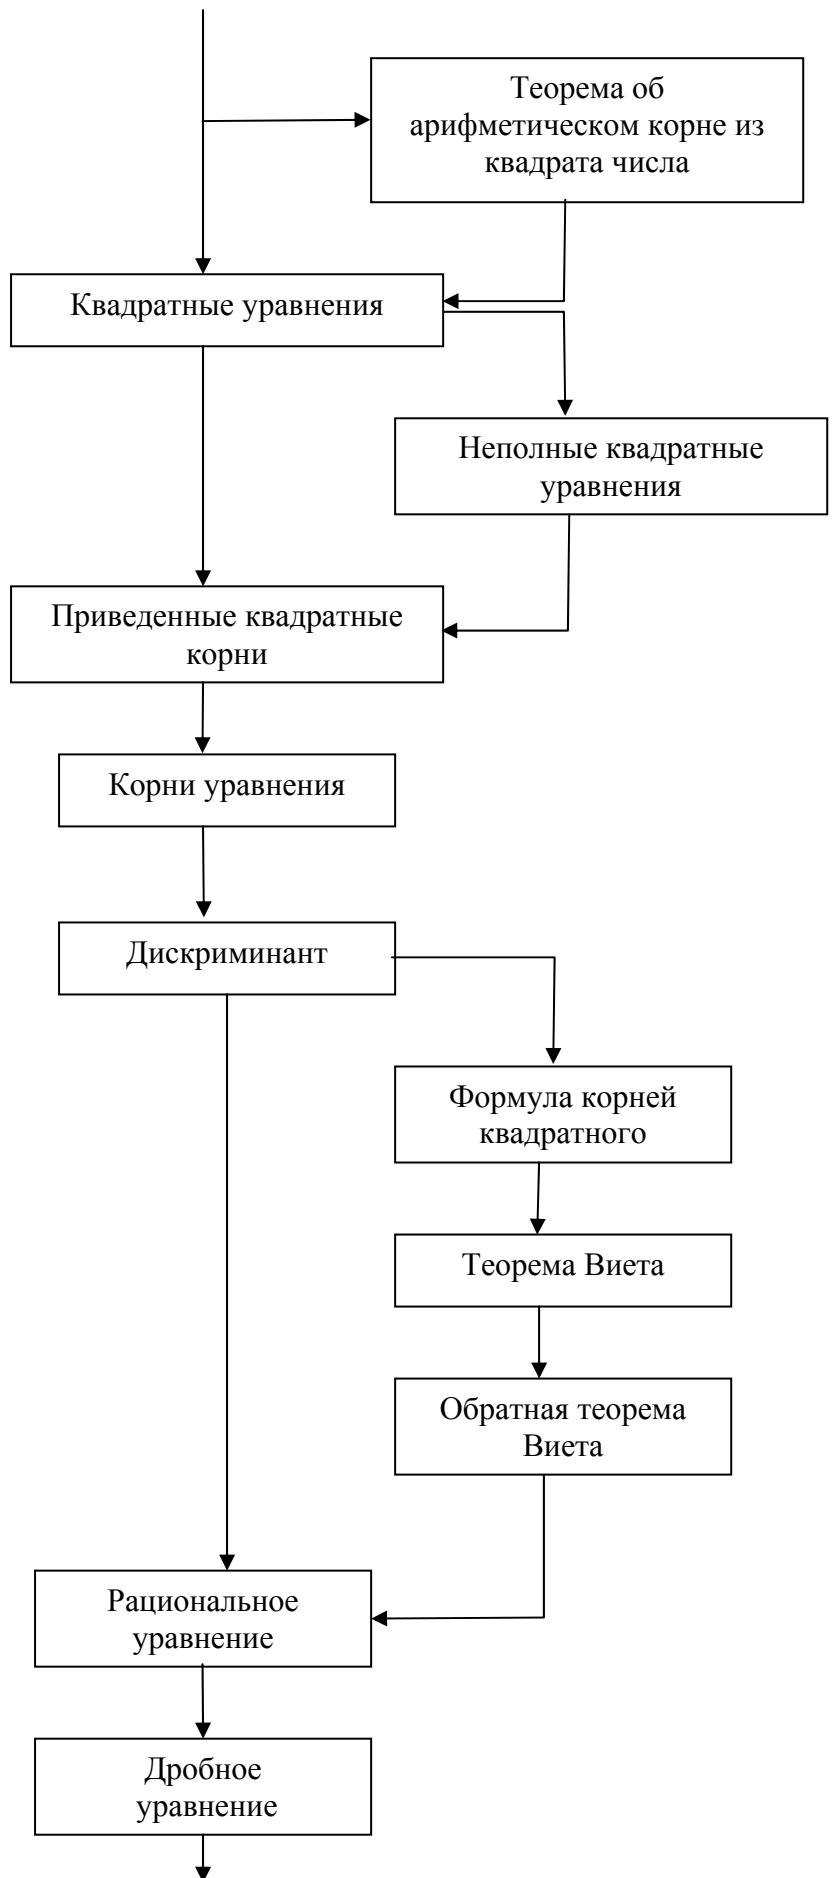 Теорема об
арифметическом корне из
квадрата числа
Квадратные уравнения
Неполные квадратные
уравнения
Приведенные квадратные
корни
Корни уравнения
Дискриминант
Формула корней
квадратного
Теорема Виета
Обратная теорема
Виета
Рациональное
уравнение
Дробное
уравнение